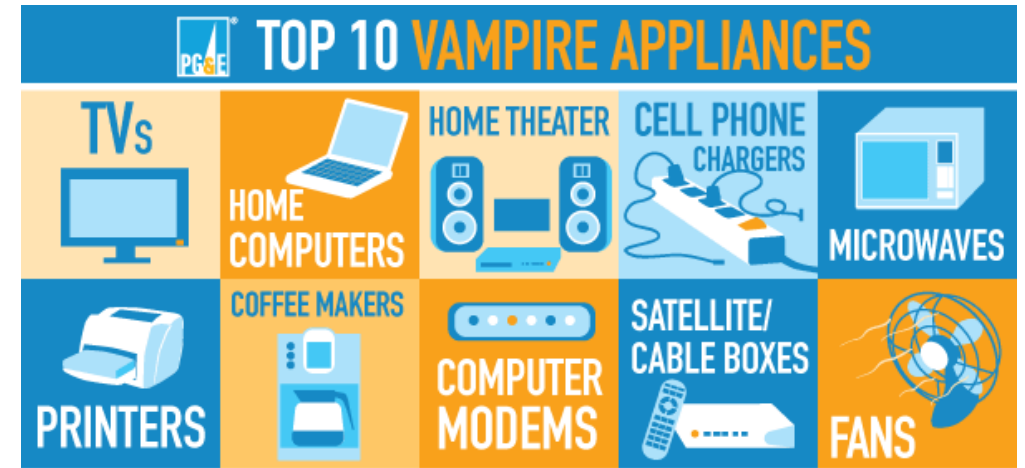 PG&E® TOP 10 VAMPIRE APPLIANCES
TVs
HOME
COMPUTERS
HOME THEATER
CELL PHONE
CHARGERS
MICROWAVES
PRINTERS
COFFEE MAKERS
COMPUTER
MODEMS
SATELLITE/
CABLE BOXES
FANS